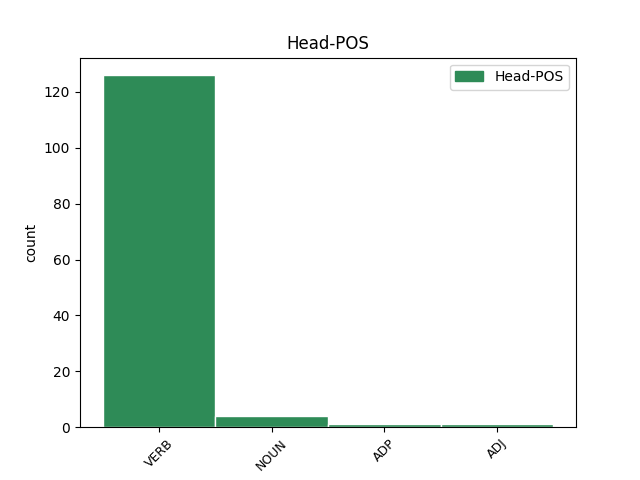 Head-POS
Head-POS
120
100
80
60
40
20
0
count
VERB
NOUN
ADP
ADJ